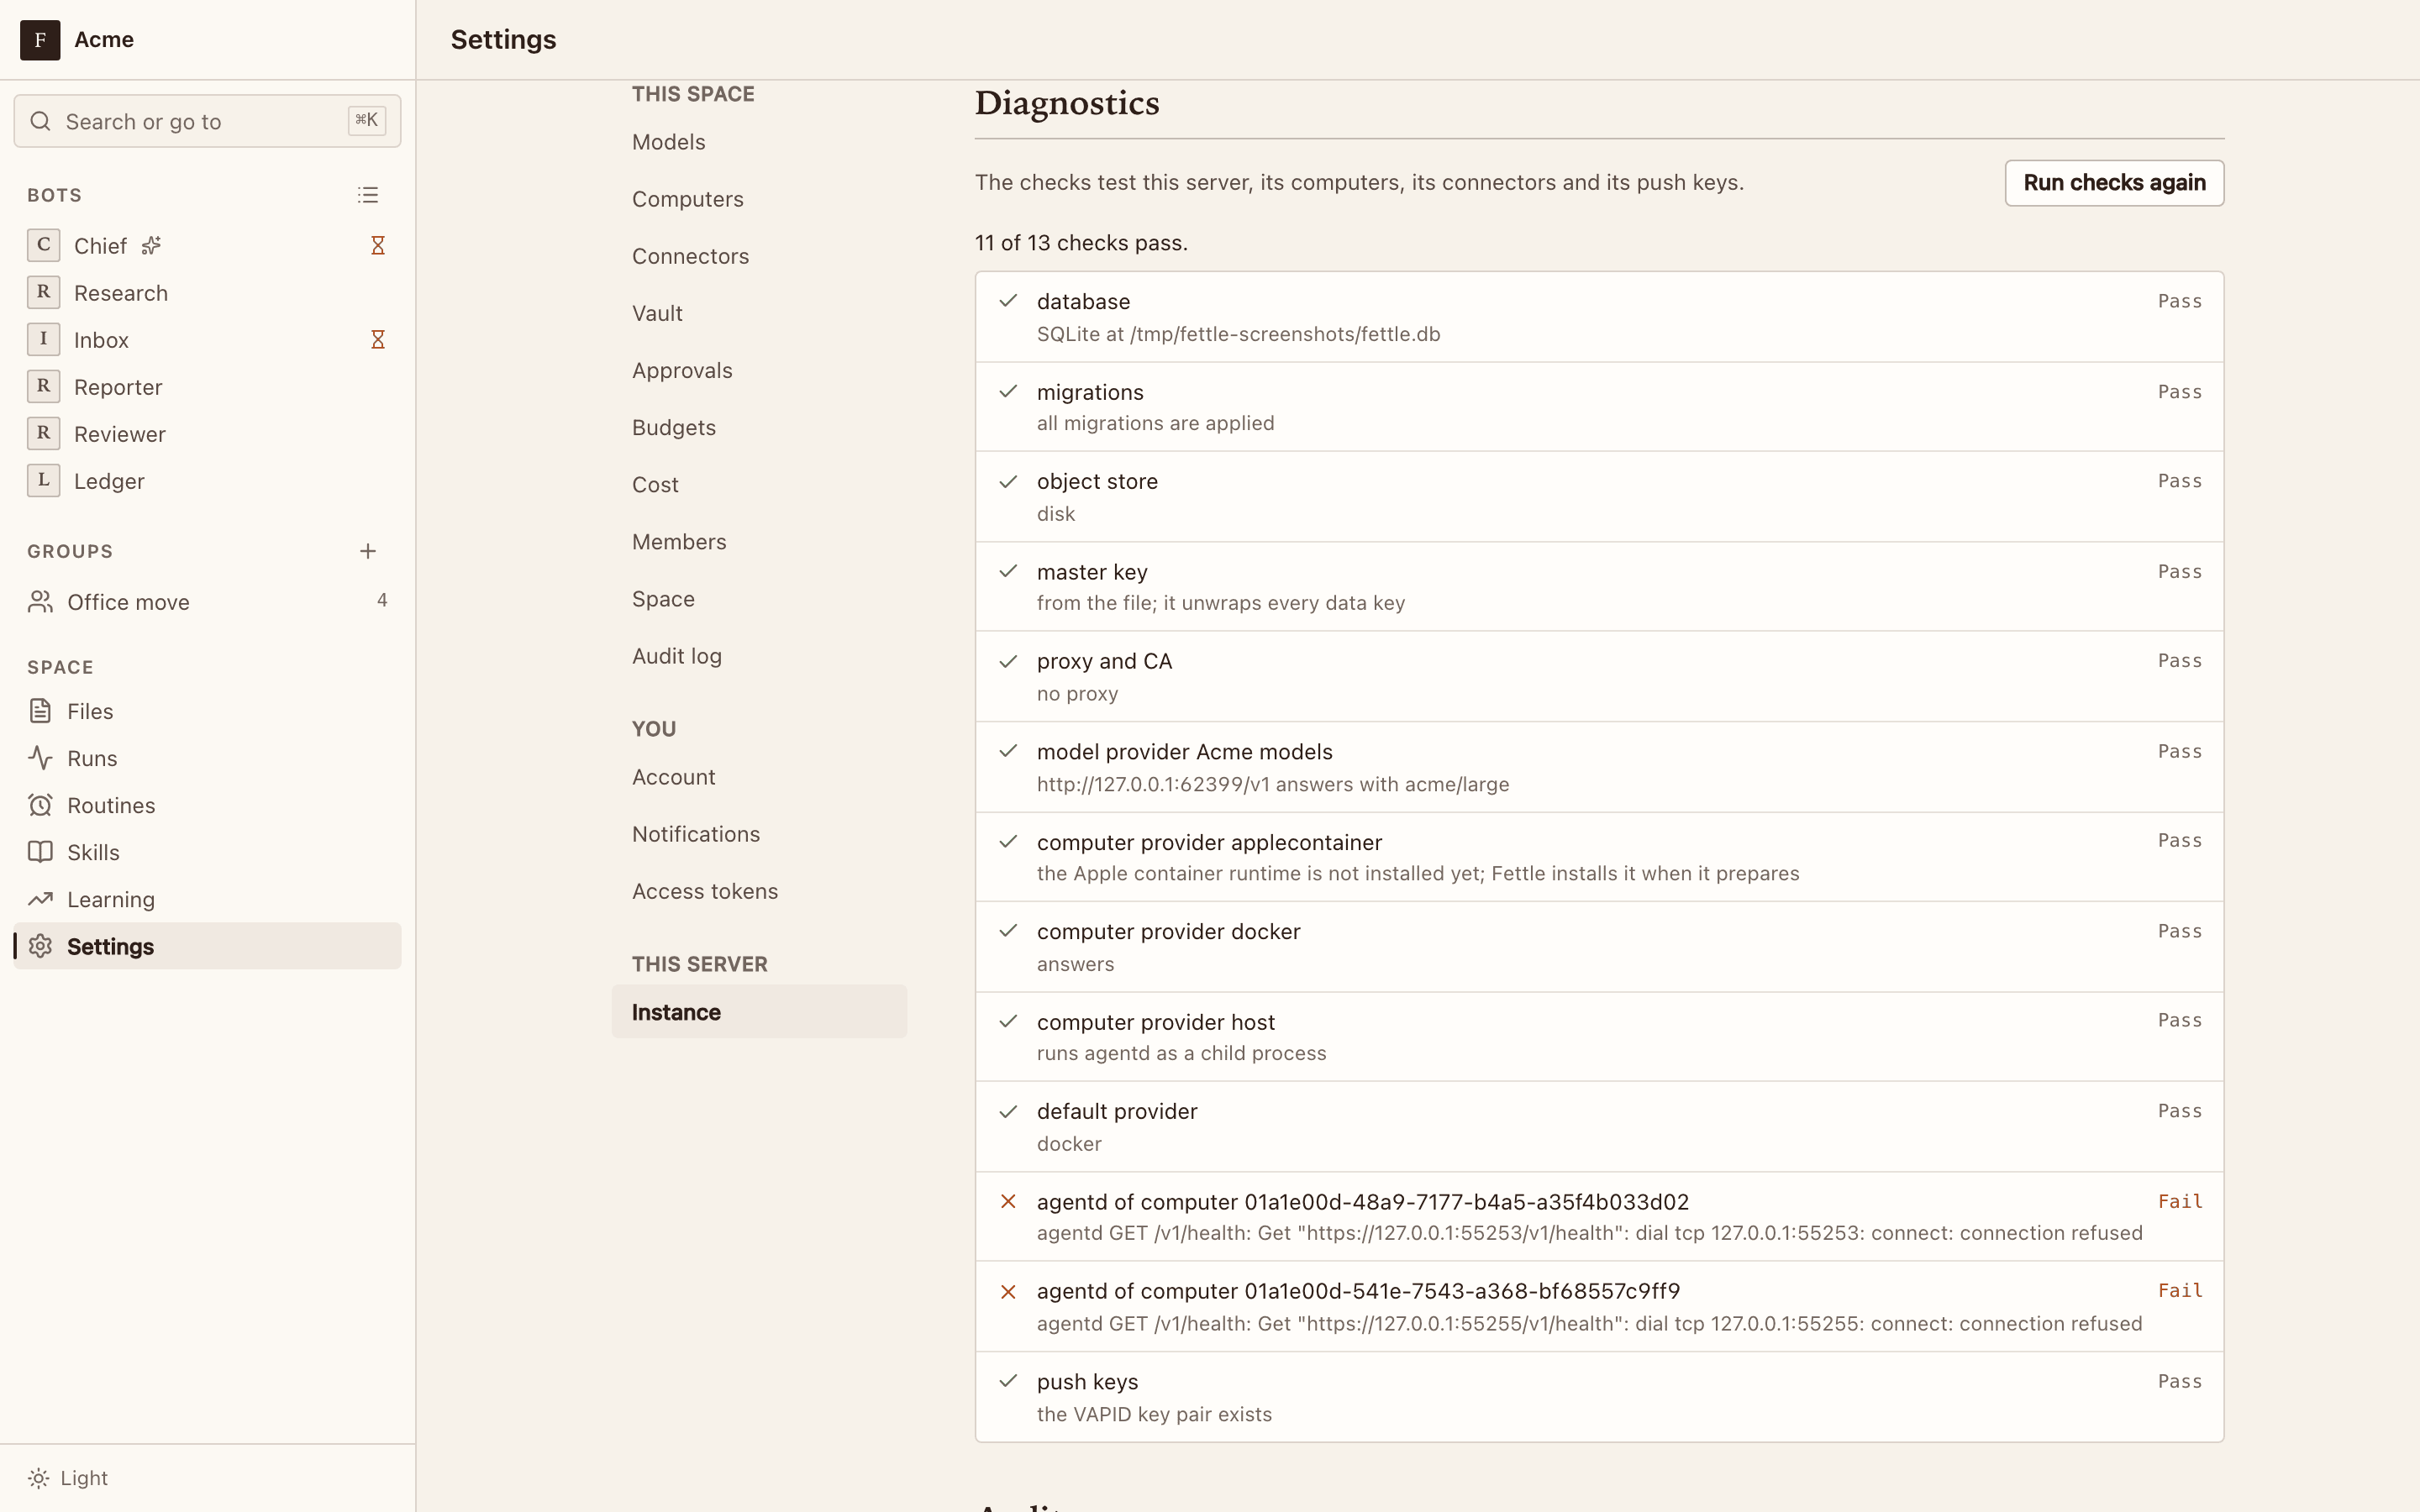 F Acme
Search or go to ⌘K
BOTS
C Chief
R Research
I Inbox
R Reporter
R Reviewer
L Ledger
GROUPS
Office move 4
SPACE
Files
Runs
Routines
Skills
Learning
Settings
Light
Settings
THIS SPACE
Models
Computers
Connectors
Vault
Approvals
Budgets
Cost
Members
Space
Audit log
YOU
Account
Notifications
Access tokens
THIS SERVER
Instance
Diagnostics
The checks test this server, its computers, its connectors and its push keys.
Run checks again
11 of 13 checks pass.
database Pass
SQLite at /tmp/fettle-screenshots/fettle.db
migrations Pass
all migrations are applied
object store Pass
disk
master key Pass
from the file; it unwraps every data key
proxy and CA Pass
no proxy
model provider Acme models Pass
http://127.0.0.1:62399/v1 answers with acme/large
computer provider applecontainer Pass
the Apple container runtime is not installed yet; Fettle installs it when it prepares
computer provider docker Pass
answers
computer provider host Pass
runs agentd as a child process
default provider Pass
docker
agentd of computer 01a1e00d-48a9-7177-b4a5-a35f4b033d02 Fail
agentd GET /v1/health: Get "https://127.0.0.1:55253/v1/health": dial tcp 127.0.0.1:55253: connect: connection refused
agentd of computer 01a1e00d-541e-7543-a368-bf68557c9ff9 Fail
agentd GET /v1/health: Get "https://127.0.0.1:55255/v1/health": dial tcp 127.0.0.1:55255: connect: connection refused
push keys Pass
the VAPID key pair exists